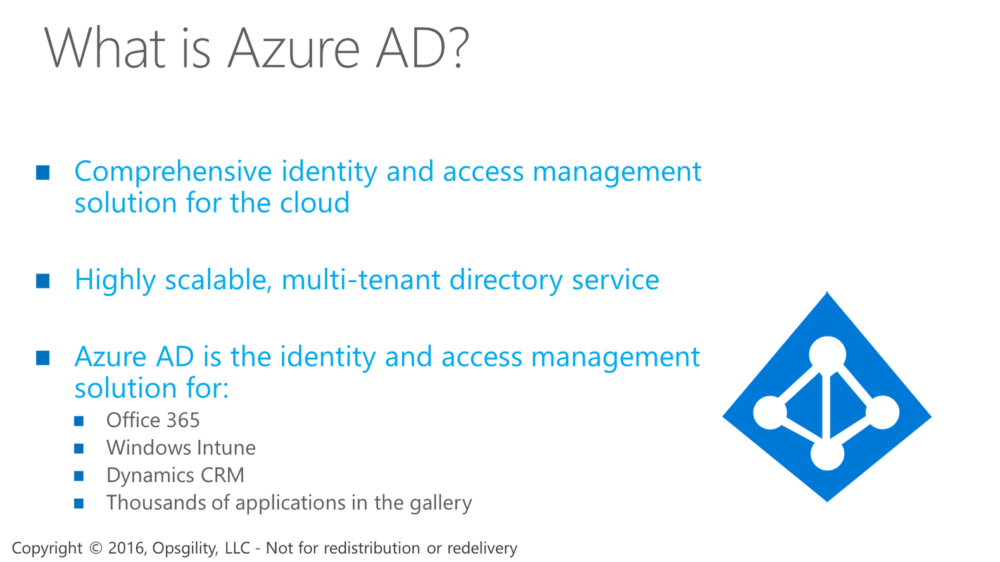 What is Azure AD?
Comprehensive identity and access management
solution for the cloud
Highly scalable, multi-tenant directory service
Azure AD is the identity and access management
solution for:
Office 365
Windows Intune
Dynamics CRM
Thousands of applications in the gallery
Copyright © 2016, Opsgility, LLC - Not for redistribution or redelivery